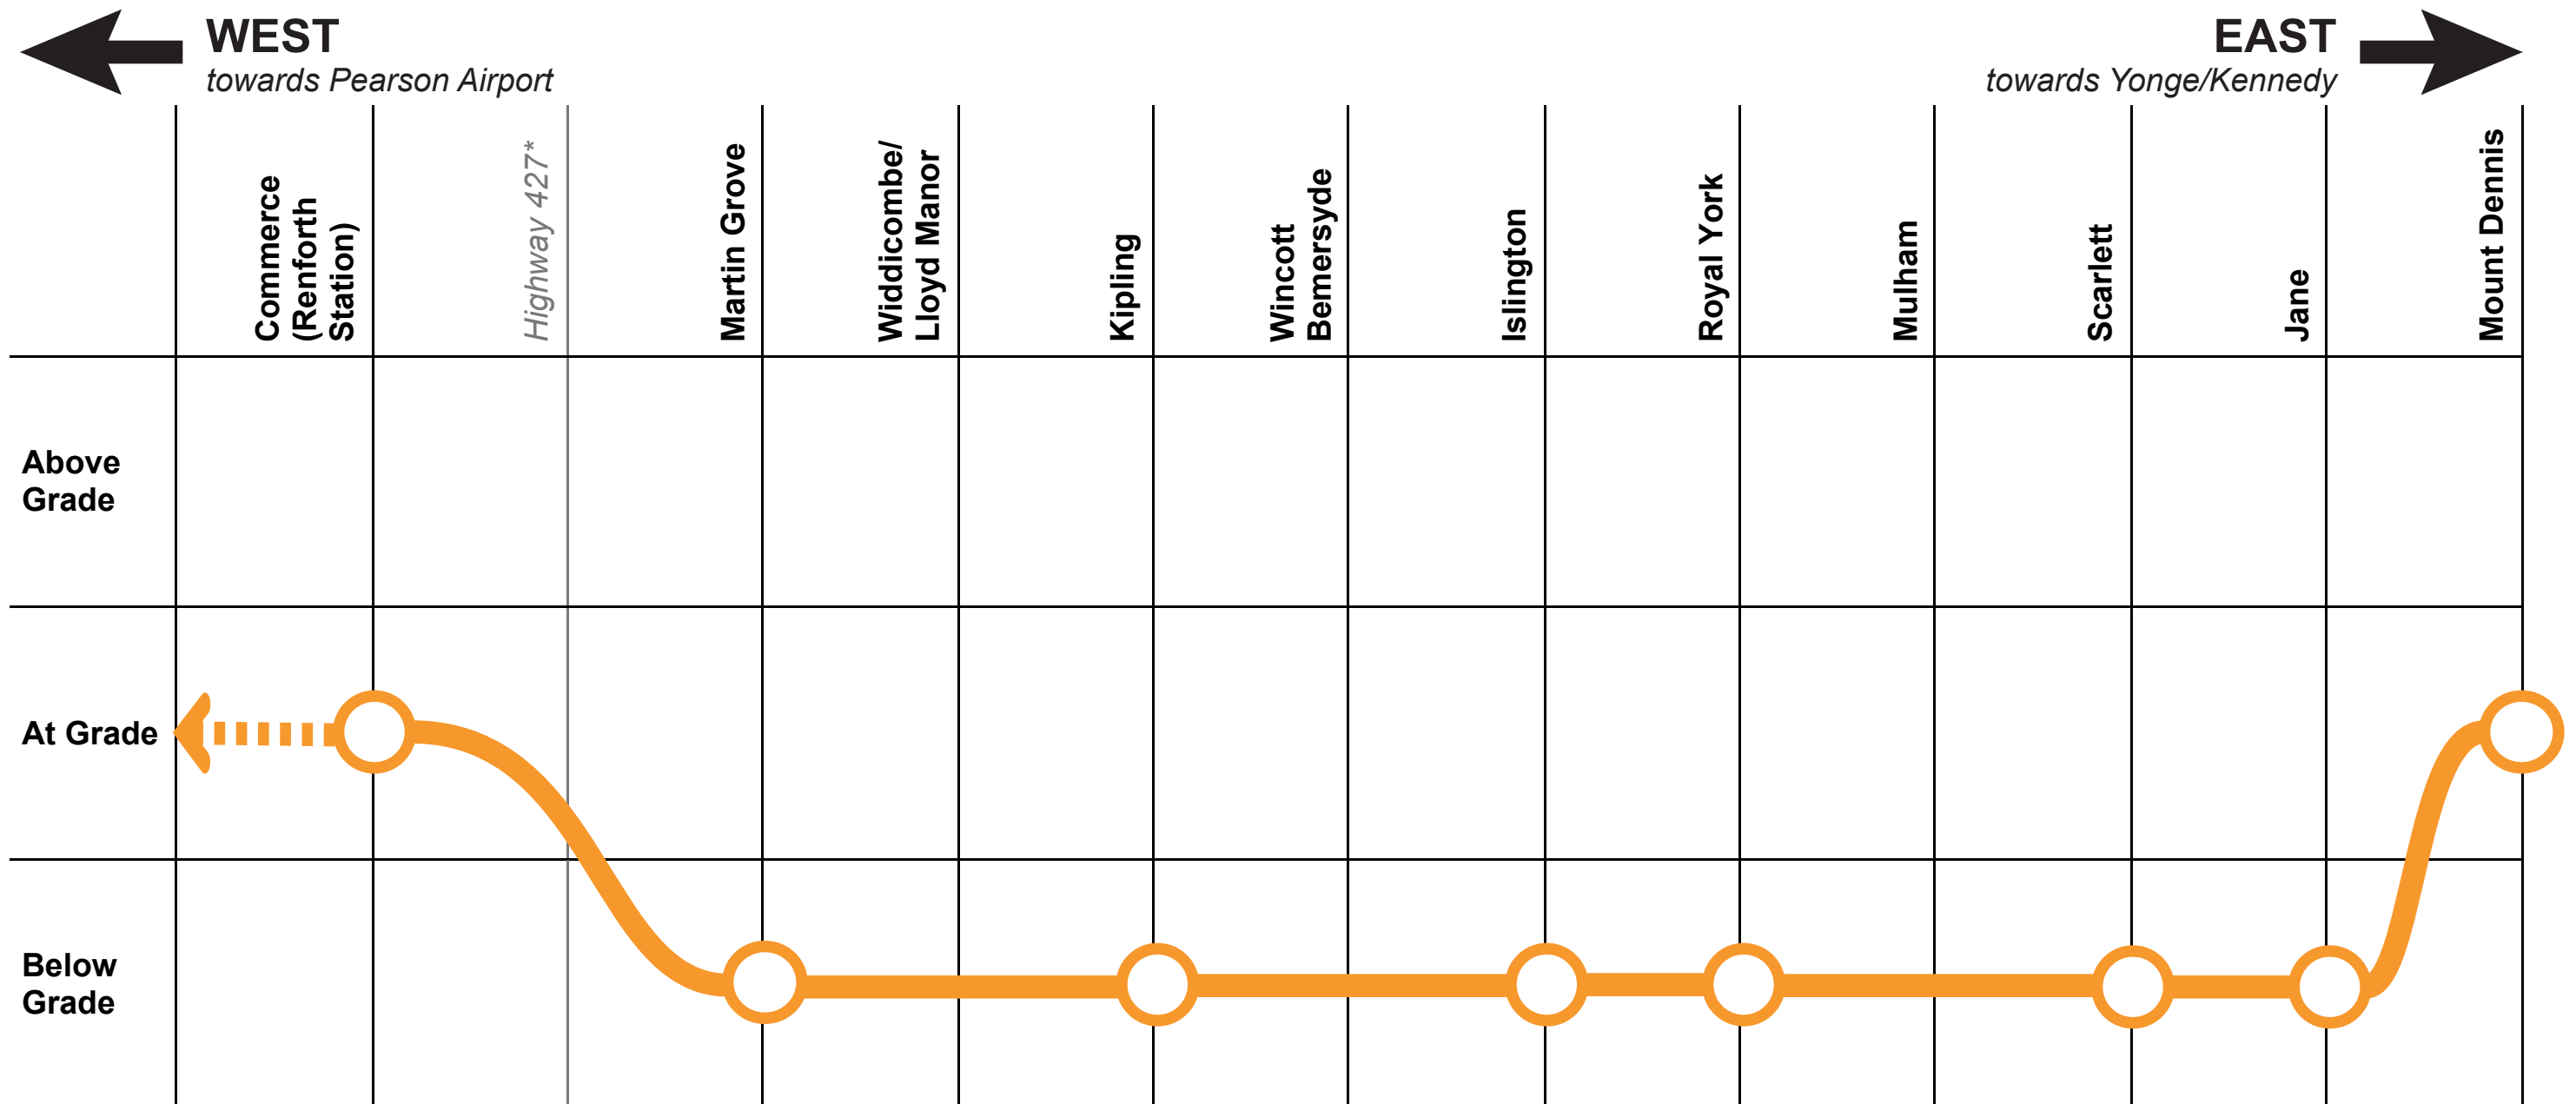 WEST
towards Pearson Airport
EAST
towards Yonge/Kennedy
Commerce
(Renforth
Station)
Highway 427*
Martin Grove
Widdicombe/
Lloyd Manor
Kipling
Wincott
Bemersyde
Islington
Royal York
Mulham
Scarlett
Jane
Mount Dennis
Above
Grade
At Grade
Below
Grade